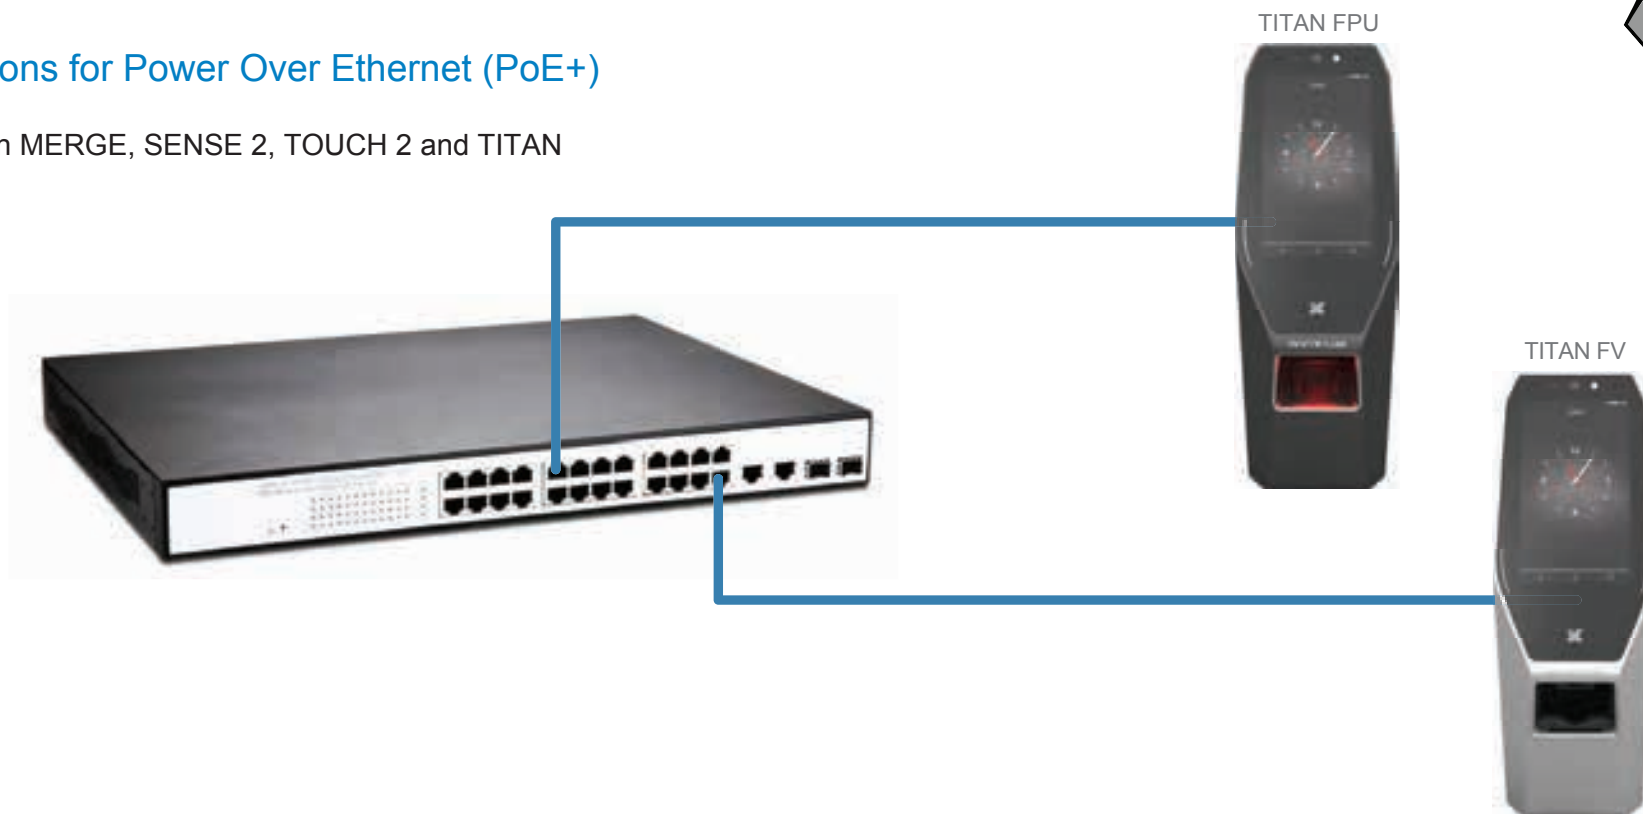 TITAN FPU
ons for Power Over Ethernet (PoE+)
n MERGE, SENSE 2, TOUCH 2 and TITAN
TITAN FV